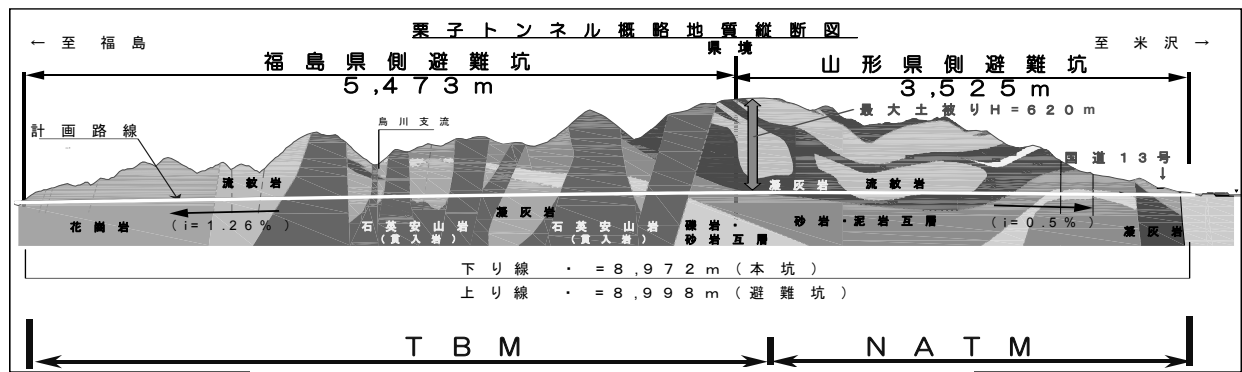 栗子トンネル概略地質縦断図
← 至 福島
県境
至 米沢 →
福島県側避難坑
5,473m
山形県側避難坑
3,525m
最大土被りH=620m
計画路線
烏川支流
国道13号
流紋岩
凝灰岩
流紋岩
花崗岩
(i=1.26%)
石英安山岩
(貫入岩)
凝灰岩
石英安山岩
(貫入岩)
礫岩・
砂岩互層
砂岩・泥岩互層
(i=0.5%)
凝灰岩
下り線 ・ =8,972m(本坑)
上り線 ・ =8,998m(避難坑)
TBM
NATM